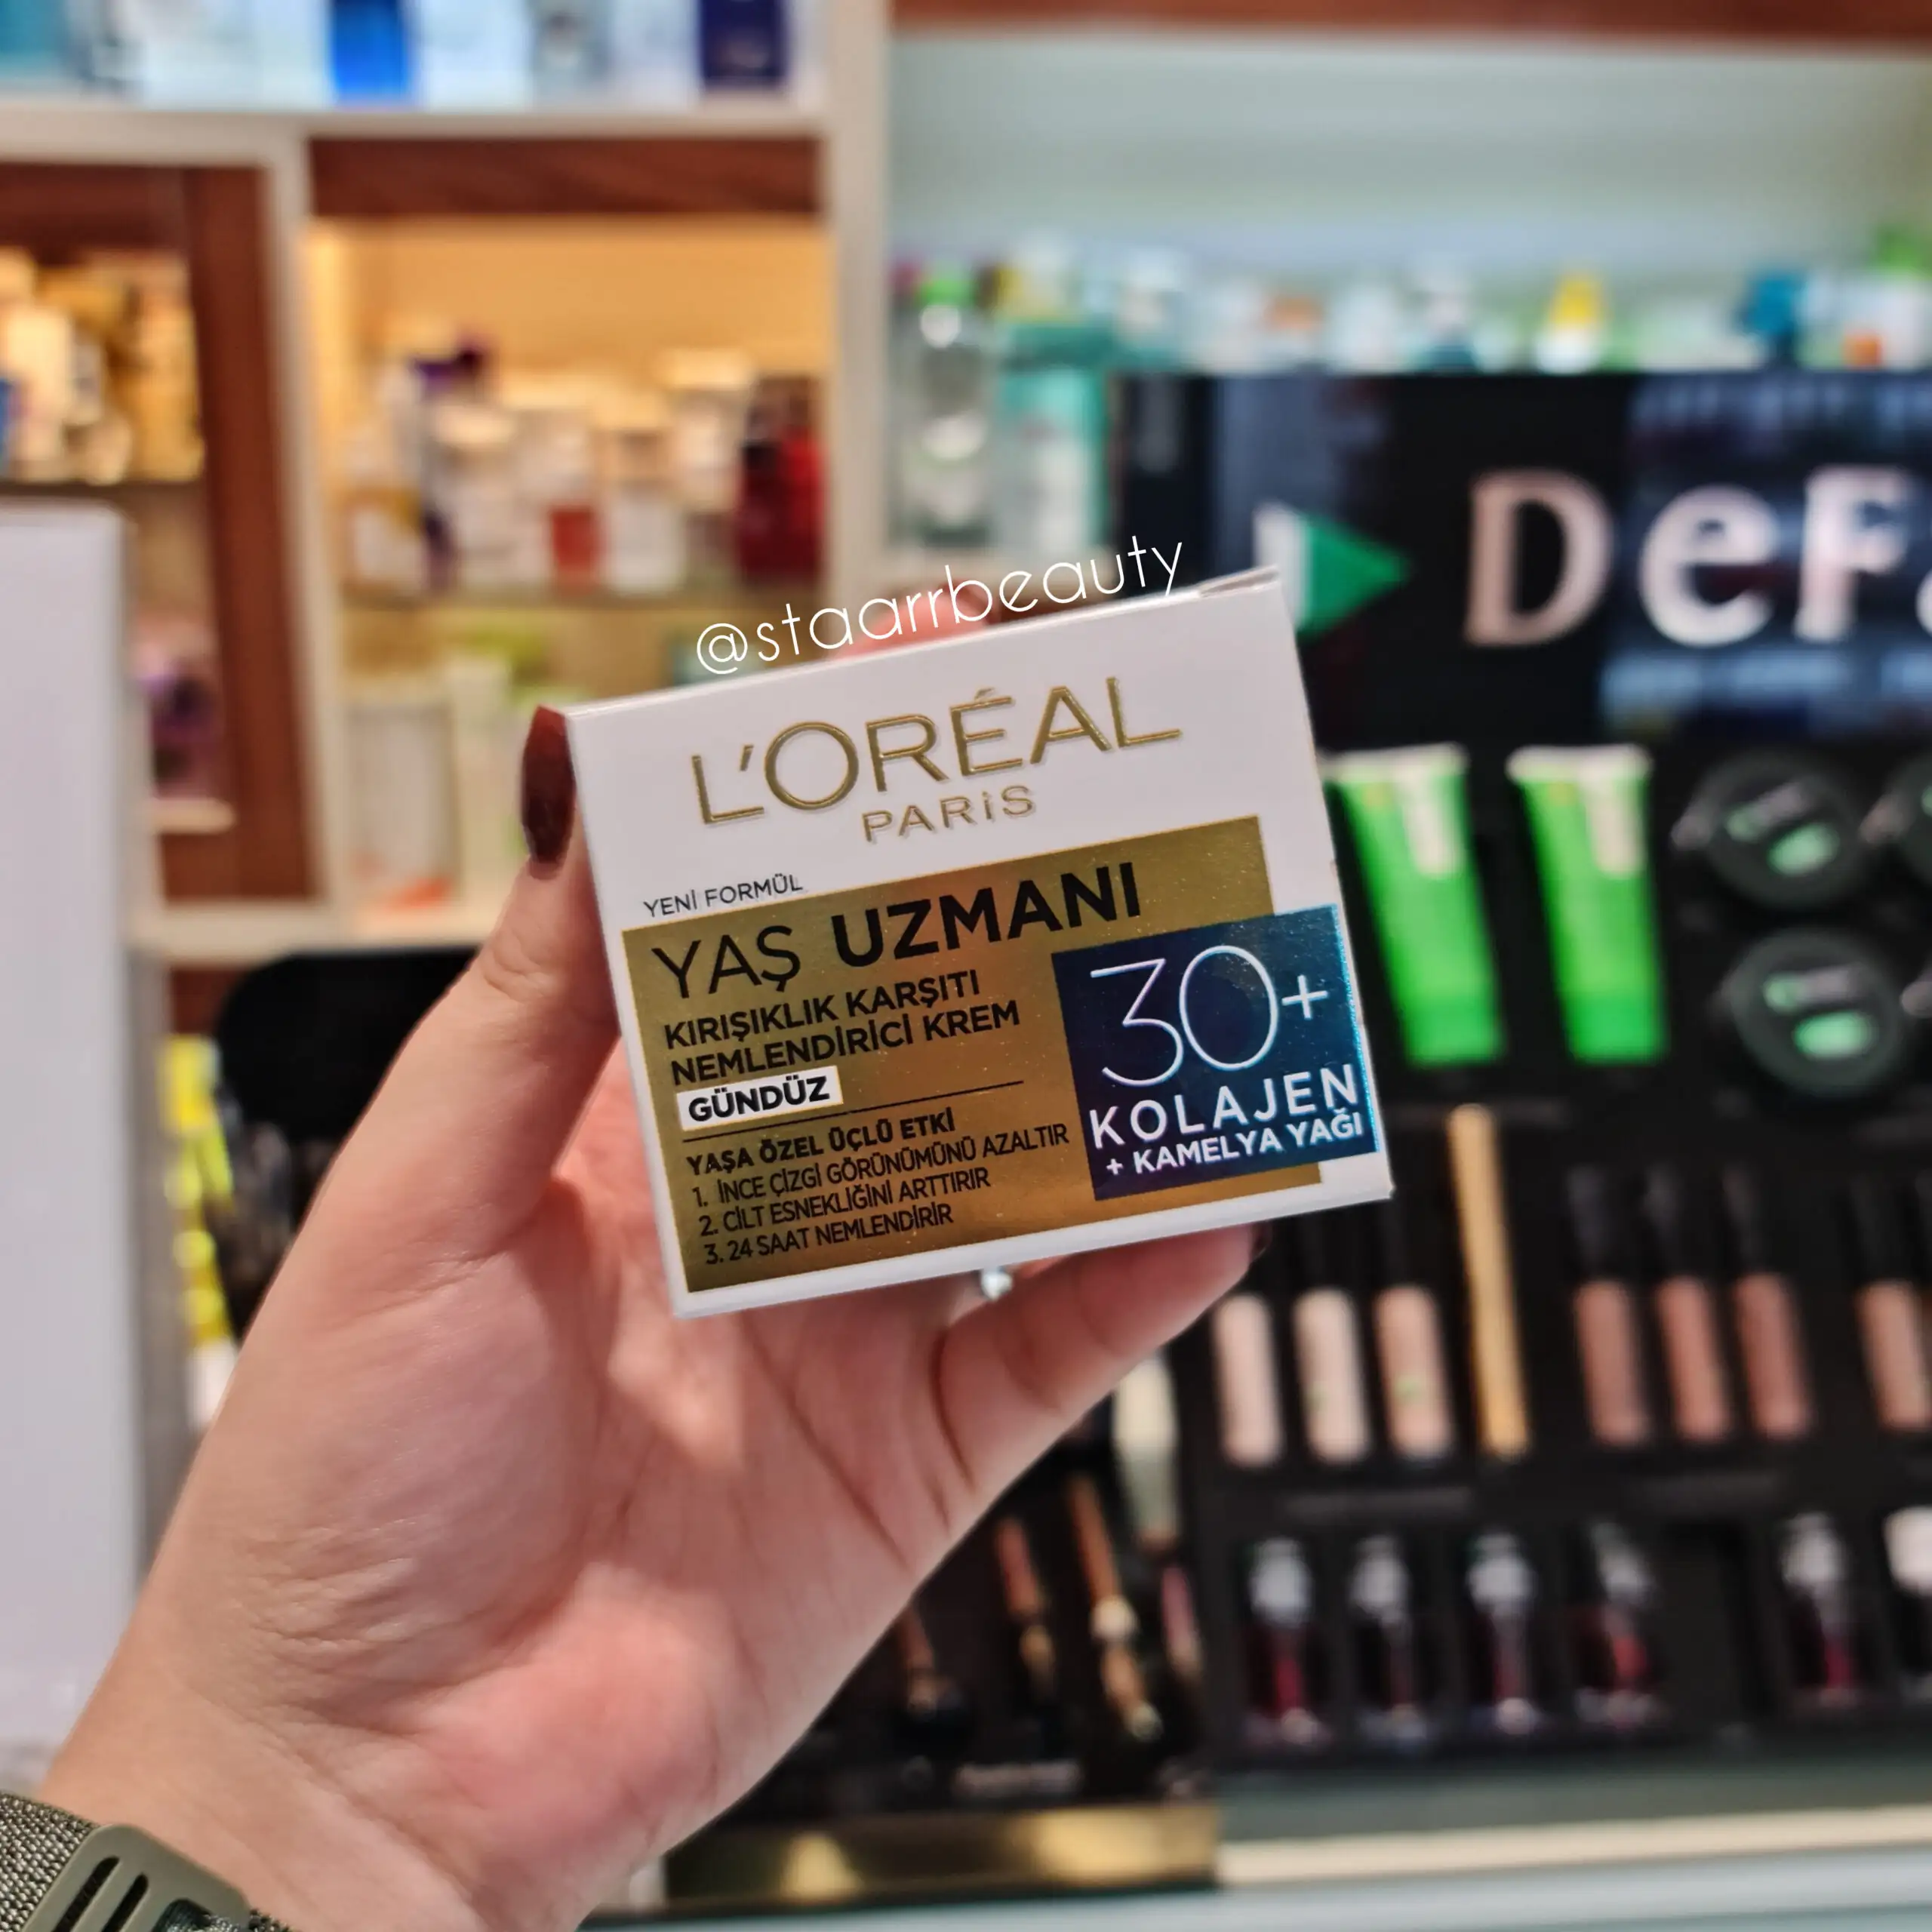 @staarrbeauty
L'ORÉAL
PARiS
YENİ FORMÜL
YAŞ UZMANI
KIRIŞIKLIK KARŞITI
NEMLENDİRİCİ KREM
GÜNDÜZ
YAŞA ÖZEL ÜÇLÜ ETKİ
1. İNCE ÇİZGİ GÖRÜNÜMÜNÜ AZALTIR
2. CİLT ESNEKLİĞİNİ ARTTIRIR
3. 24 SAAT NEMLENDİRİR
30+
KOLAJEN
+ KAMELYA YAĞI